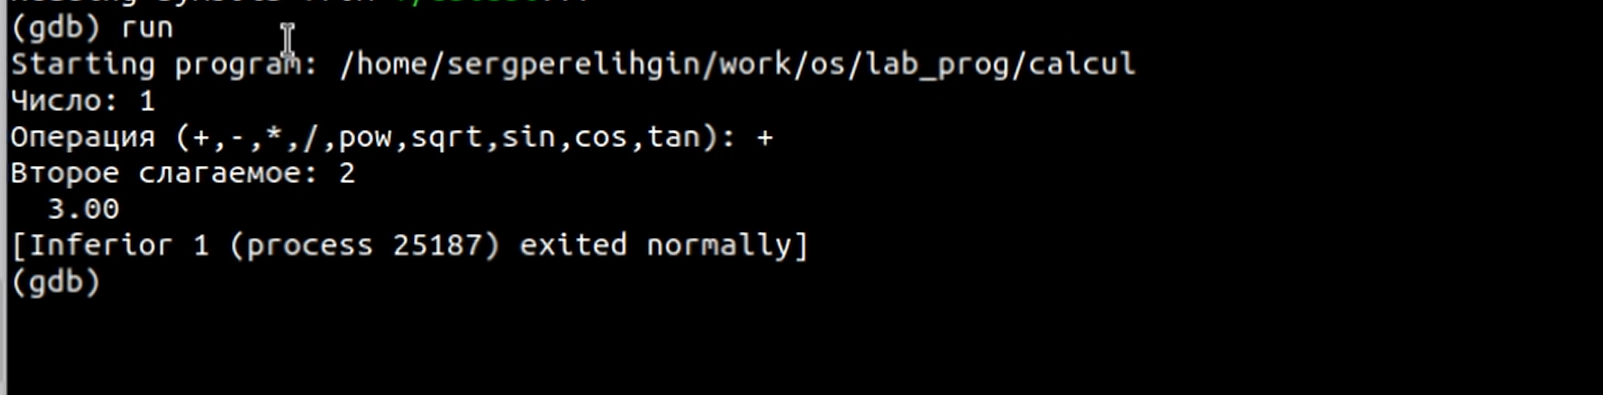 (gdb) run
Starting program: /home/sergperelihgin/work/os/lab_prog/calcul
Число: 1
Операция (+,-,*,/,pow,sqrt,sin,cos,tan): +
Второе слагаемое: 2
3.00
[Inferior 1 (process 25187) exited normally]
(gdb)